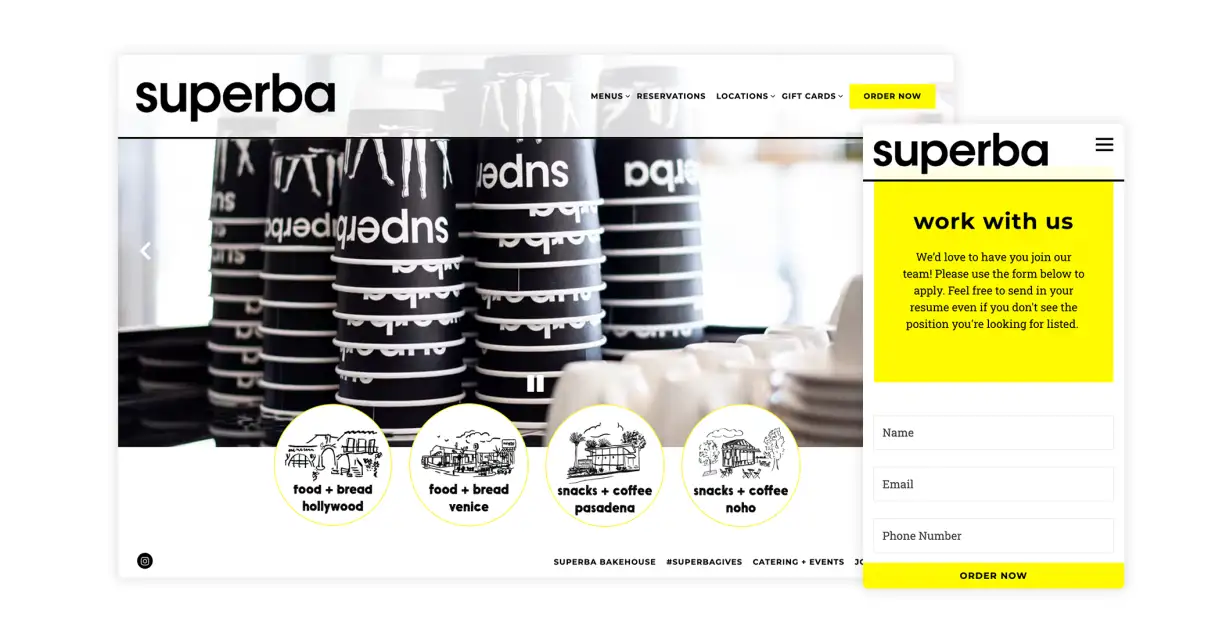 superba
MENUS RESERVATIONS LOCATIONS GIFT CARDS ORDER NOW
superba
superba
food + bread
hollywood
food + bread
venice
snacks + coffee
pasadena
snacks + coffee
noho
SUPERBA BAKEHOUSE #SUPERBAGIVES CATERING + EVENTS
superba
work with us
We'd love to have you join our
team! Please use the form below to
apply. Feel free to send in your
resume even if you don't see the
position you're looking for listed.
Name
Email
Phone Number
ORDER NOW